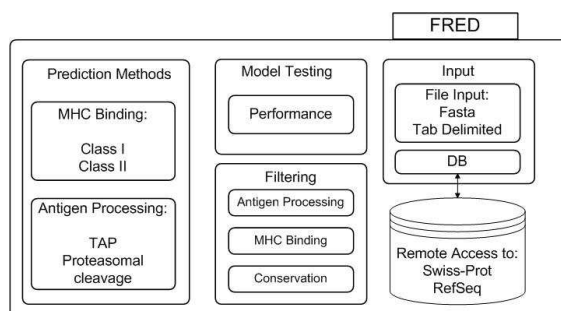 FRED
Prediction Methods
MHC Binding:
Class I
Class II
Antigen Processing:
TAP
Proteasomal
cleavage
Model Testing
Performance
Filtering
Antigen Processing
MHC Binding
Conservation
Input
File Input:
Fasta
Tab Delimited
DB
Remote Access to:
Swiss-Prot
RefSeq